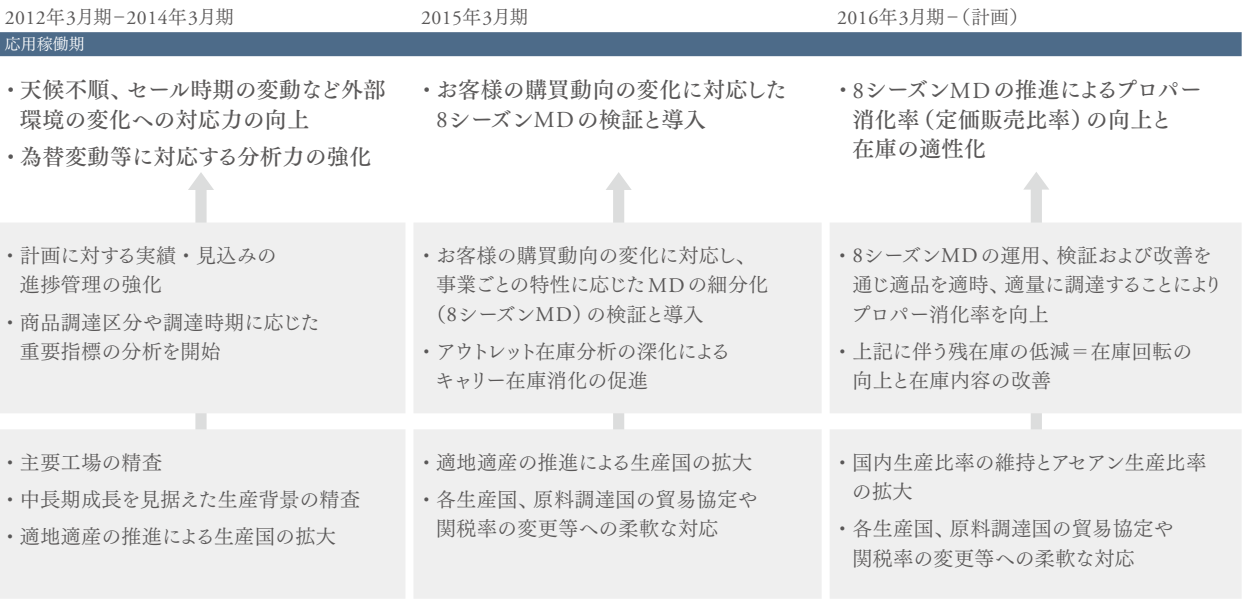 2012年3月期−2014年3月期
2015年3月期
2016年3月期−（計画）
応用稼働期
・天候不順、セール時期の変動など外部
環境の変化への対応力の向上
・為替変動等に対応する分析力の強化
・お客様の購買動向の変化に対応した
8シーズンMDの検証と導入
・8シーズンMDの推進によるプロパー
消化率（定価販売比率）の向上と
在庫の適性化
・計画に対する実績・見込みの
進捗管理の強化
・商品調達区分や調達時期に応じた
重要指標の分析を開始
・お客様の購買動向の変化に対応し、
事業ごとの特性に応じたMDの細分化
（8シーズンMD）の検証と導入
・アウトレット在庫分析の深化による
キャリー在庫消化の促進
・8シーズンMDの運用、検証および改善を
通じ適品を適時、適量に調達することにより
プロパー消化率を向上
・上記に伴う残在庫の低減＝在庫回転の
向上と在庫内容の改善
・主要工場の精査
・中長期成長を見据えた生産背景の精査
・適地適産の推進による生産国の拡大
・適地適産の推進による生産国の拡大
・各生産国、原料調達国の貿易協定や
関税率の変更等への柔軟な対応
・国内生産比率の維持とアセアン生産比率
の拡大
・各生産国、原料調達国の貿易協定や
関税率の変更等への柔軟な対応